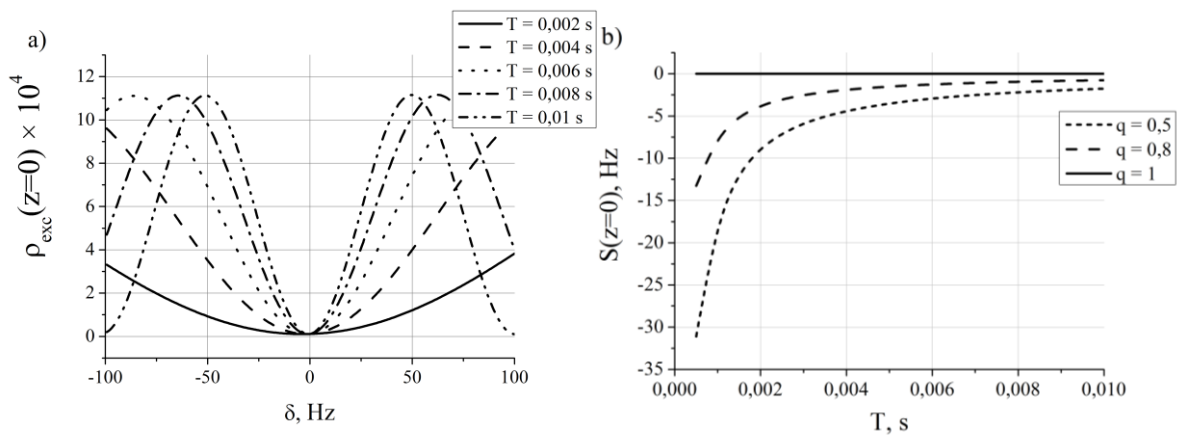 a)
T = 0,002 s
T = 0,004 s
T = 0,006 s
T = 0,008 s
T = 0,01 s
ρexc(z=0) × 10⁴
12
10
8
6
4
2
0
-100
-50
0
50
100
δ, Hz
b)
S(z=0), Hz
0
-5
-10
-15
-20
-25
-30
-35
q = 0,5
q = 0,8
q = 1
0,000
0,002
0,004
0,006
0,008
0,010
T, s